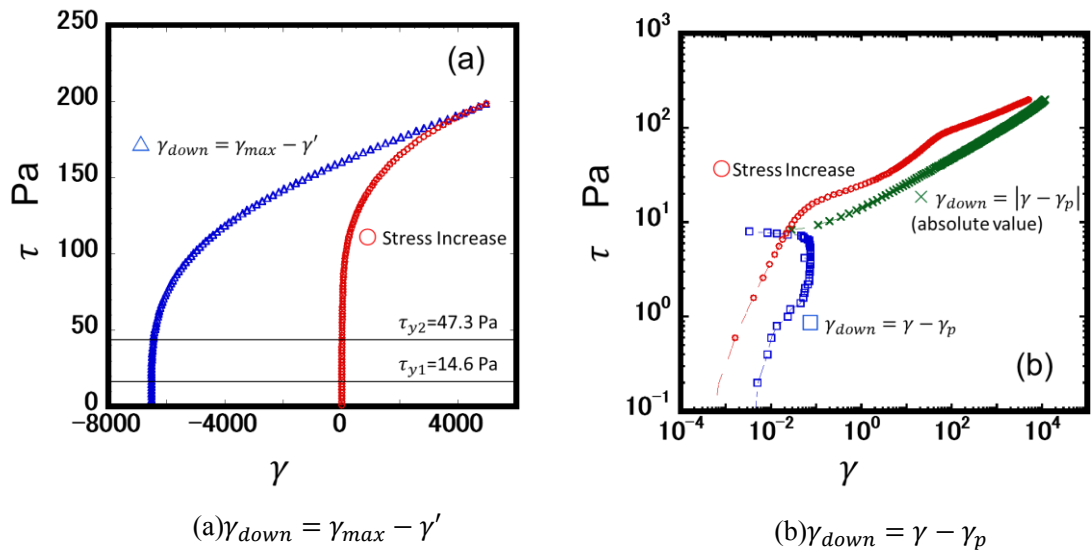 250
200
150
100
50
0
−8000
−4000
0
4000
Pa
τ
γ
(a)
△ γ_down = γ_max − γ′
○ Stress Increase
τ_y2=47.3 Pa
τ_y1=14.6 Pa
10^3
10^2
10^1
10^0
10^-1
10^-4
10^-2
10^0
10^2
10^4
Pa
τ
γ
○ Stress Increase
× γ_down = |γ − γ_p|
(absolute value)
□ γ_down = γ − γ_p
(b)
(a)γ_down = γ_max − γ′
(b)γ_down = γ − γ_p